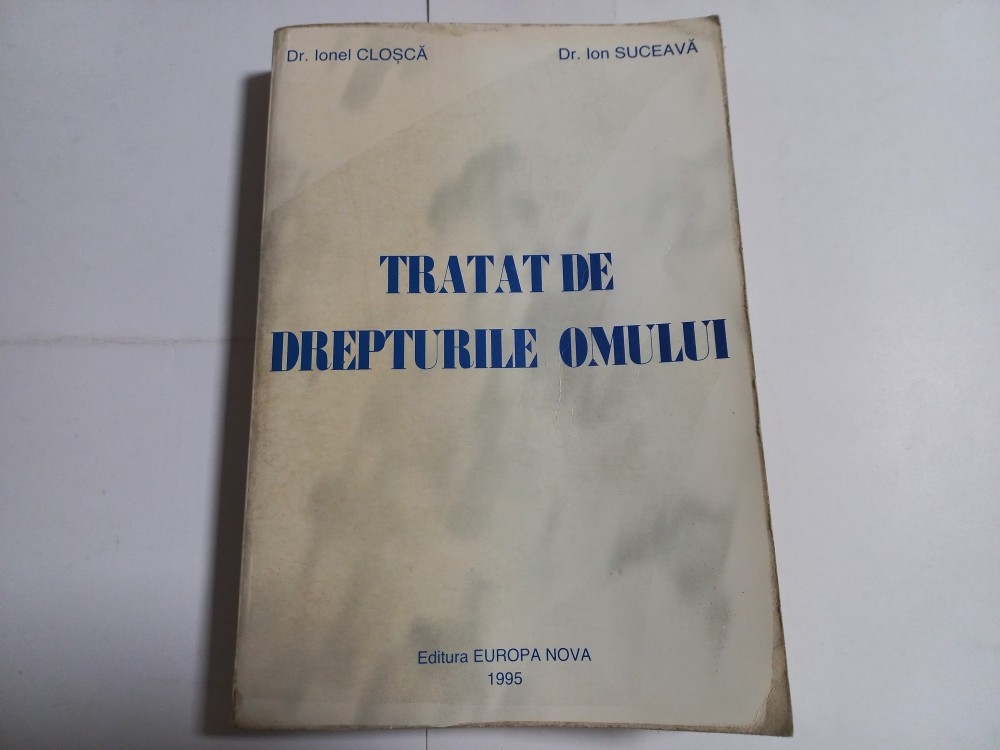 Dr. Ionel CLOȘCĂ Dr. Ion SUCEAVĂ
TRATAT DE
DREPTURILE OMULUI
Editura EUROPA NOVA
1995